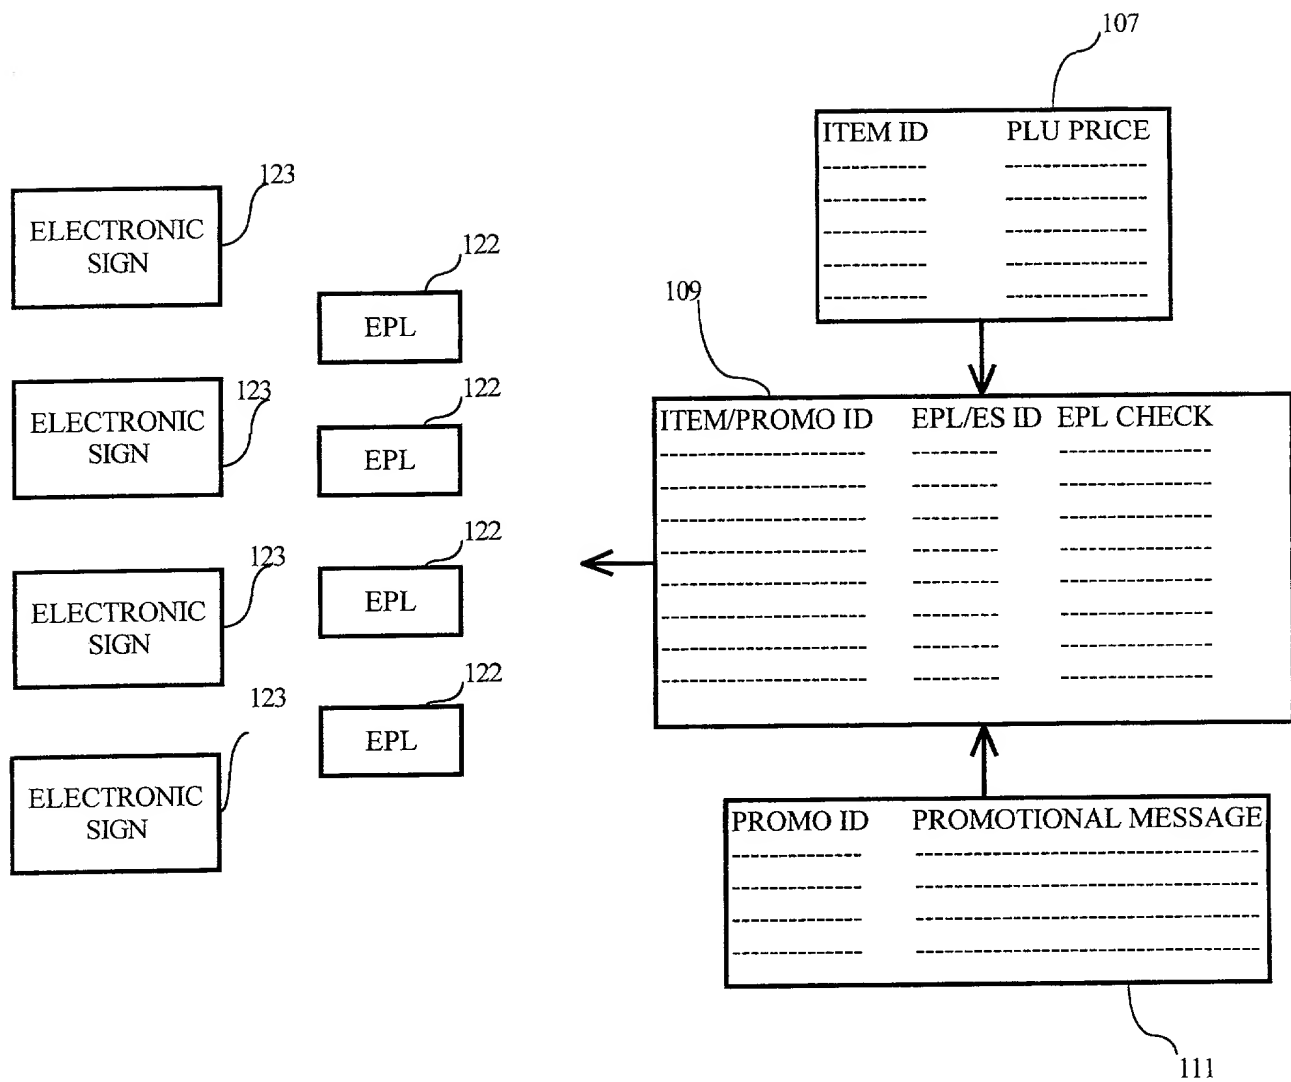 107
ITEM ID PLU PRICE
123
ELECTRONIC
SIGN
122
EPL
109
123
ELECTRONIC
SIGN
122
EPL
ITEM/PROMO ID EPL/ES ID EPL CHECK
123
ELECTRONIC
SIGN
122
EPL
123
ELECTRONIC
SIGN
122
EPL
PROMO ID PROMOTIONAL MESSAGE
111